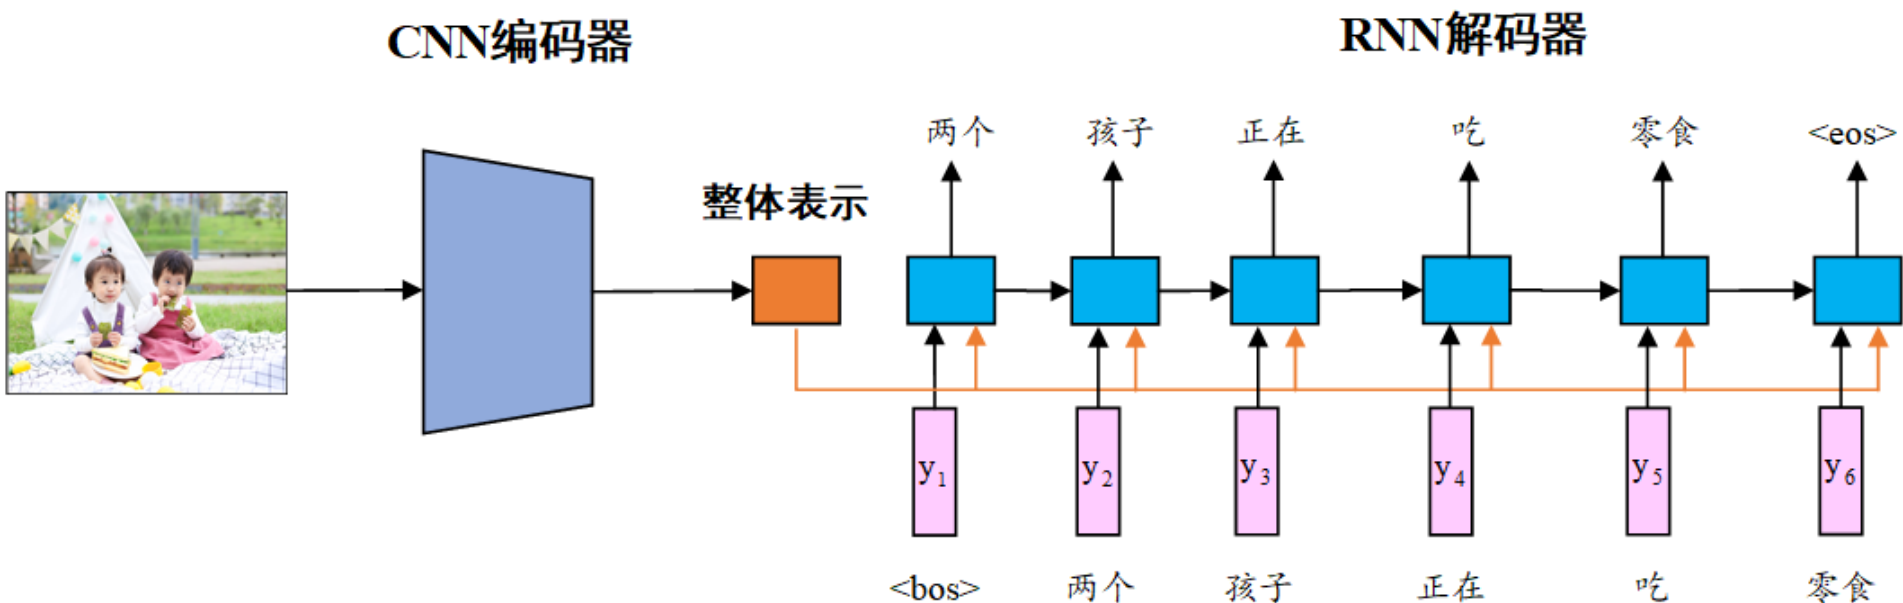 CNN编码器
RNN解码器
两个 孩子 正在 吃 零食 <eos>
整体表示
y1 y2 y3 y4 y5 y6
<bos> 两个 孩子 正在 吃 零食